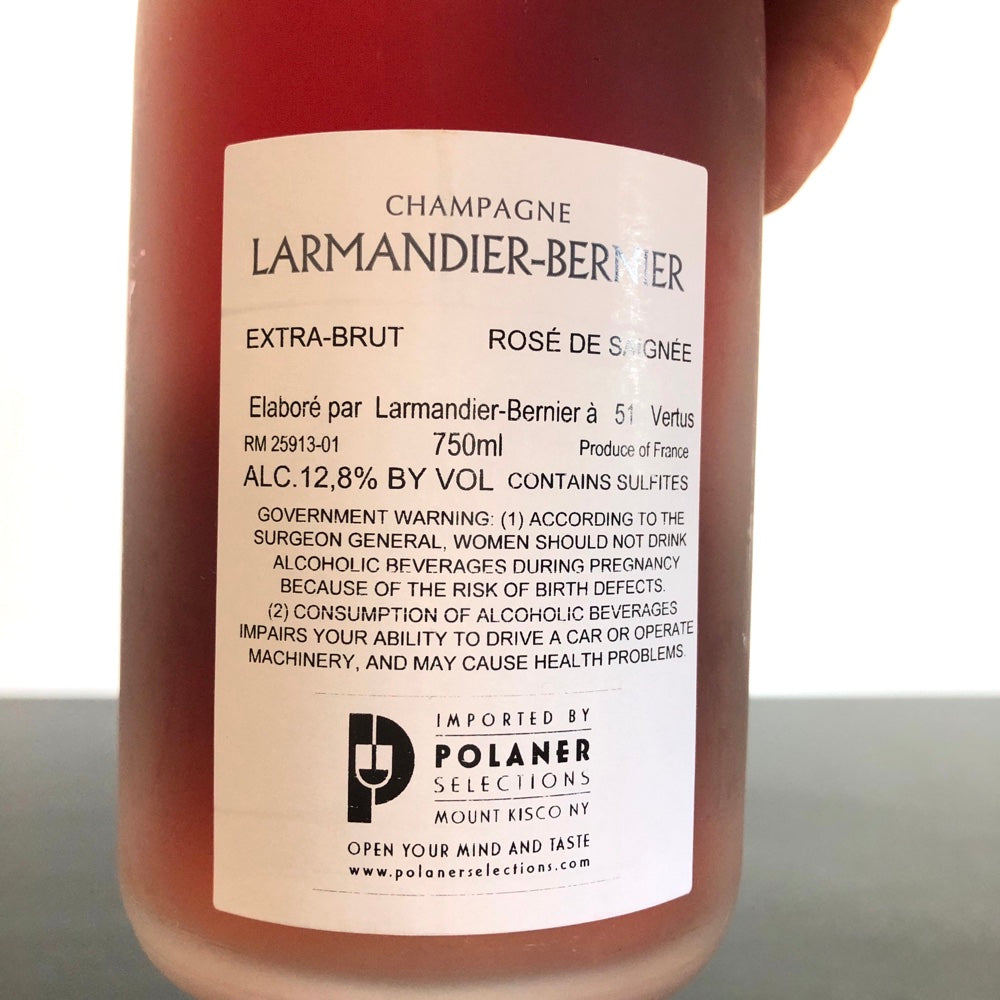 CHAMPAGNE
LARMANDIER-BERNIER
EXTRA-BRUT ROSÉ DE SAIGNÉE
Elaboré par Larmandier-Bernier à 51 Vertus
RM 25913-01 750ml Produce of France
ALC.12,8% BY VOL CONTAINS SULFITES
GOVERNMENT WARNING: (1) ACCORDING TO THE
SURGEON GENERAL, WOMEN SHOULD NOT DRINK
ALCOHOLIC BEVERAGES DURING PREGNANCY
BECAUSE OF THE RISK OF BIRTH DEFECTS.
(2) CONSUMPTION OF ALCOHOLIC BEVERAGES
IMPAIRS YOUR ABILITY TO DRIVE A CAR OR OPERATE
MACHINERY, AND MAY CAUSE HEALTH PROBLEMS.
IMPORTED BY
POLANER
SELECTIONS
MOUNT KISCO NY
OPEN YOUR MIND AND TASTE
www.polanerselections.com